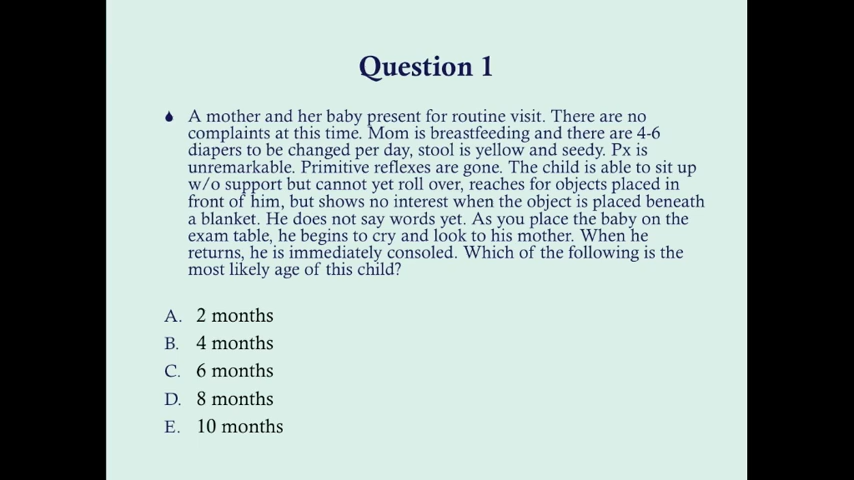 Question 1
A mother and her baby present for routine visit. There are no
complaints at this time. Mom is breastfeeding and there are 4-6
diapers to be changed per day, stool is yellow and seedy. Px is
unremarkable. Primitive reflexes are gone. The child is able to sit up
w/o support but cannot yet roll over, reaches for objects placed in
front of him, but shows no interest when the object is placed beneath
a blanket. He does not say words yet. As you place the baby on the
exam table, he begins to cry and look to his mother. When he
returns, he is immediately consoled. Which of the following is the
most likely age of this child?
A. 2 months
B. 4 months
C. 6 months
D. 8 months
E. 10 months